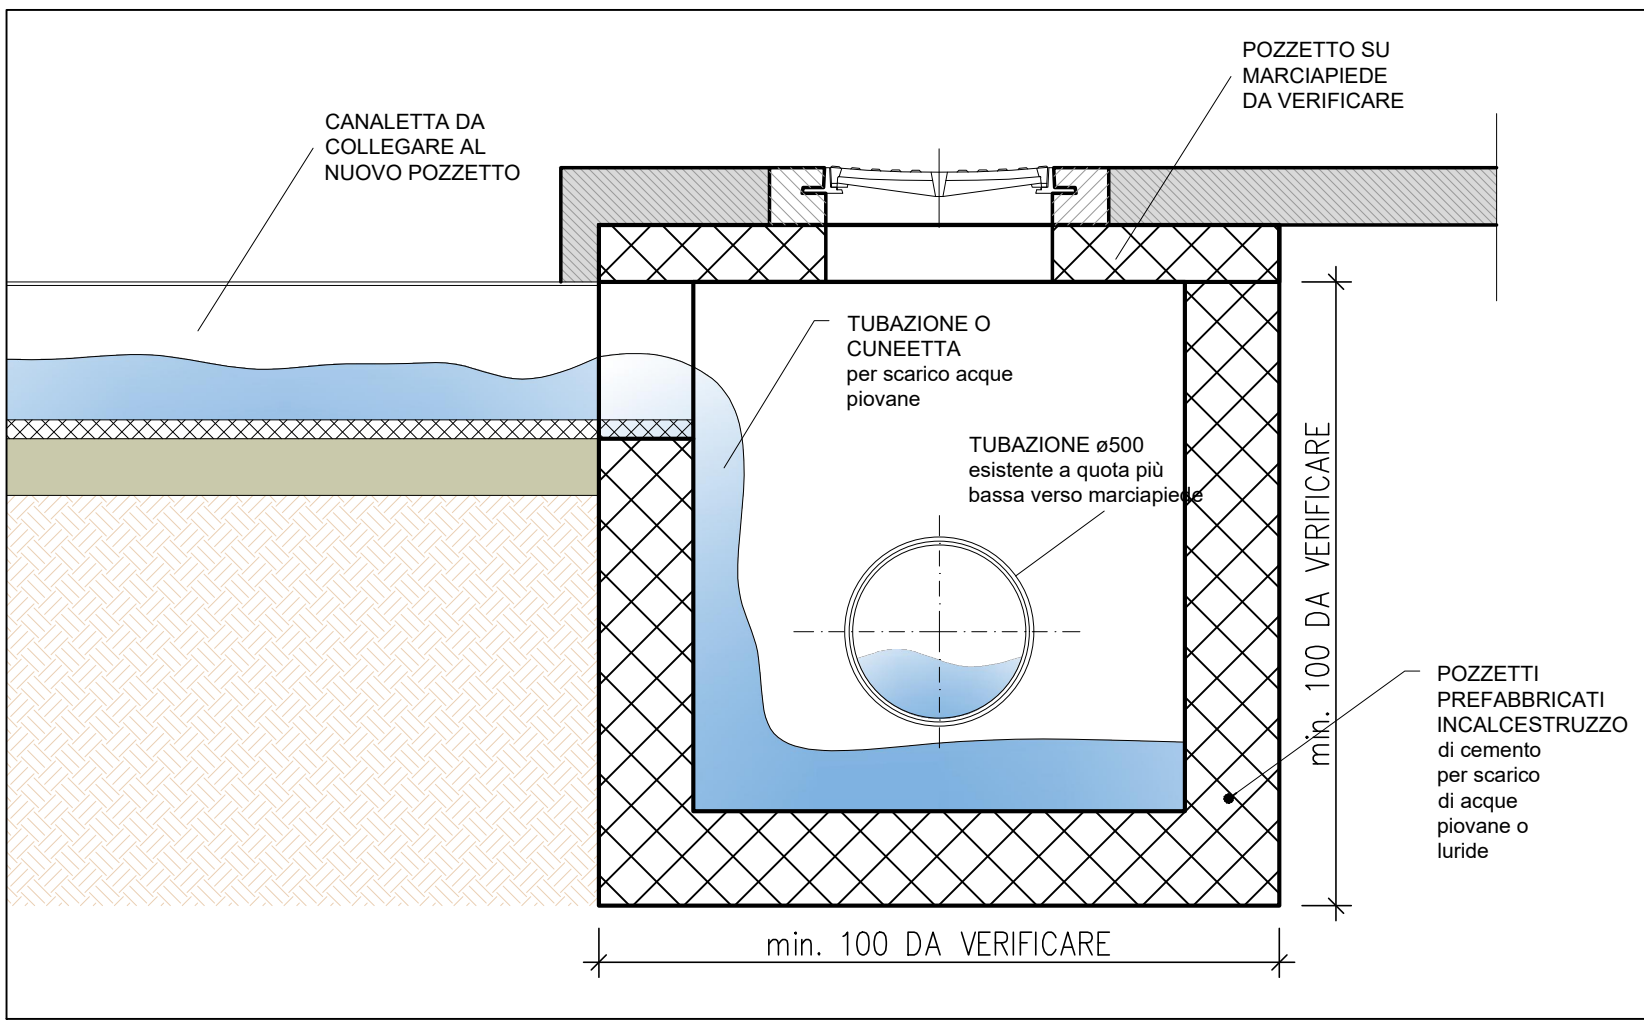 POZZETTO SU
MARCIAPIEDE
DA VERIFICARE
CANALETTA DA
COLLEGARE AL
NUOVO POZZETTO
TUBAZIONE O
CUNEETTA
per scarico acque
piovane
TUBAZIONE ø500
esistente a quota più
bassa verso marciapiede
min. 100 DA VERIFICARE
POZZETTI
PREFABBRICATI
INCALCESTRUZZO
di cemento
per scarico
di acque
piovane o
luride
min. 100 DA VERIFICARE